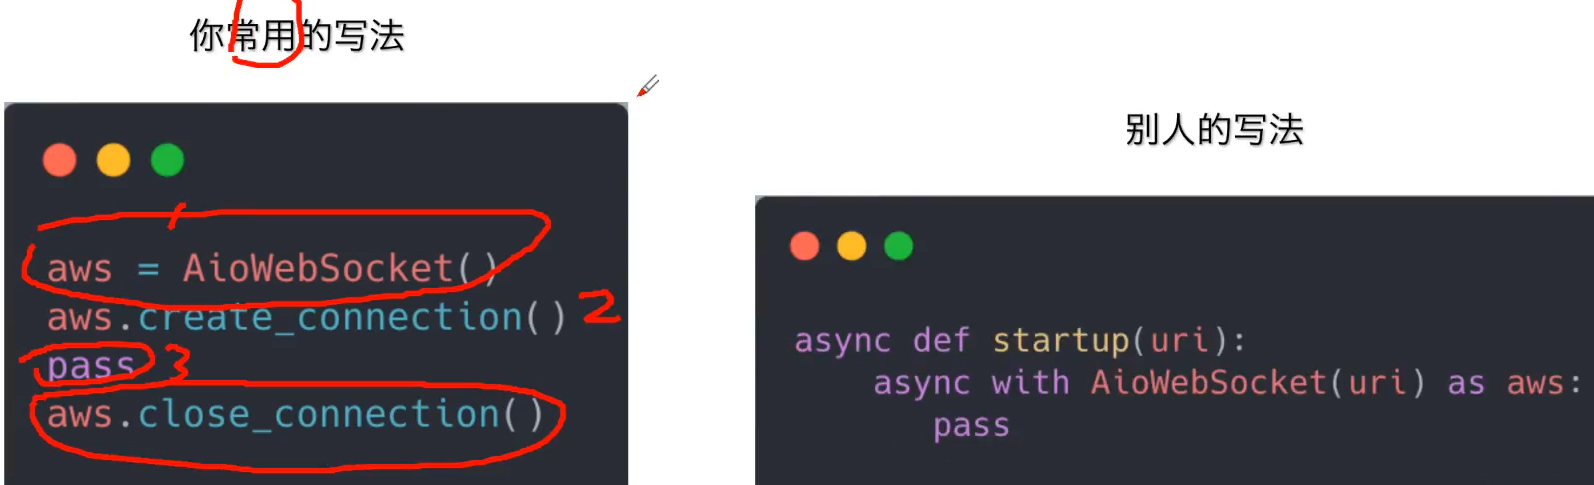 你常用的写法
aws = AioWebSocket()
aws.create_connection() 2
pass 3
aws.close_connection()
别人的写法
async def startup(uri):
    async with AioWebSocket(uri) as aws:
        pass